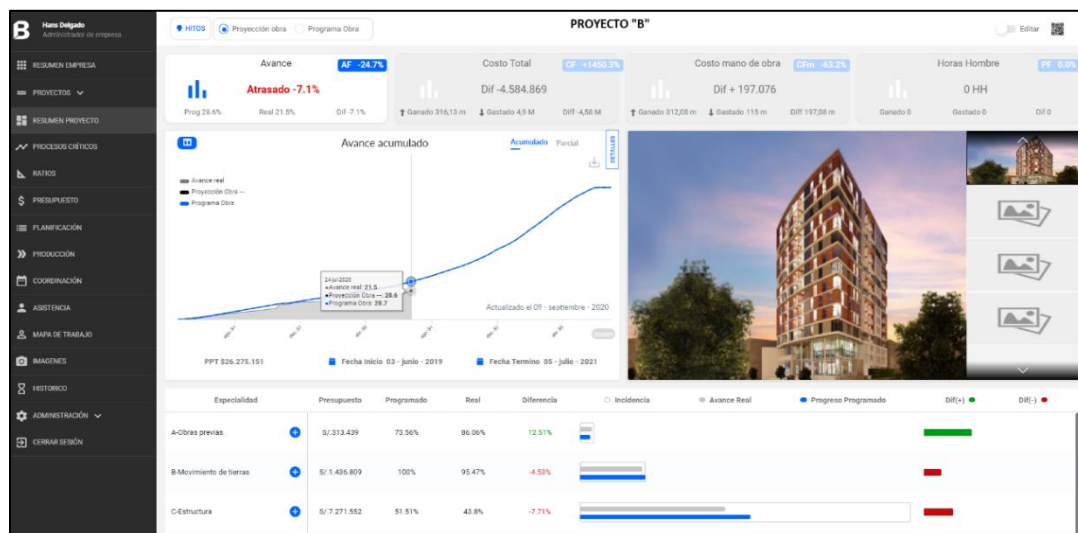 PROYECTO "B"
B
Hans Delgado
Administrador de empresa
HITOS
Proyección obra
Programa Obra
Editar
RESUMEN EMPRESA
PROYECTOS
RESUMEN PROYECTO
PROCESOS CRÍTICOS
RATIOS
PRESUPUESTO
PLANIFICACIÓN
PRODUCCIÓN
COORDINACIÓN
ASISTENCIA
MAPA DE TRABAJO
IMAGENES
HISTORICO
ADMINISTRACIÓN
CERRAR SESIÓN
Avance AF -24.7%
Atrasado -7.1%
Prog 28.6% Real 21.5% Dif -7.1%
Costo Total CF +1450.3%
Dif -4.584.869
Ganado 316,13 m Gastado 4,9 M Diff -4,58 M
Costo mano de obra CFm -63.2%
Dif + 197.076
Ganado 312,08 m Gastado 115 m Diff 197,08 m
Horas Hombre PF 0.0%
0 HH
Ganado 0 Gastado 0 Dif 0
Avance acumulado
Acumulado Parcial
DETALLES
Avance real
Proyección Obra --
Programa Obra
24-jul-2020
Avance real: 21.5
Proyección Obra --: 28.6
Programa Obra: 28.7
Actualizado el 09 - septiembre - 2020
PPT $26.275.151 Fecha Inicio 03 - junio - 2019 Fecha Termino 05 - julio - 2021
Especialidad Presupuesto Programado Real Diferencia Incidencia Avance Real Progreso Programado Dif(+) Dif(-)
A-Obras previas S/.313.439 73.56% 86.06% 12.51%
B-Movimiento de tierras S/.1.436.809 100% 95.47% -4.53%
C-Estructura S/.7.271.552 51.51% 43.8% -7.71%